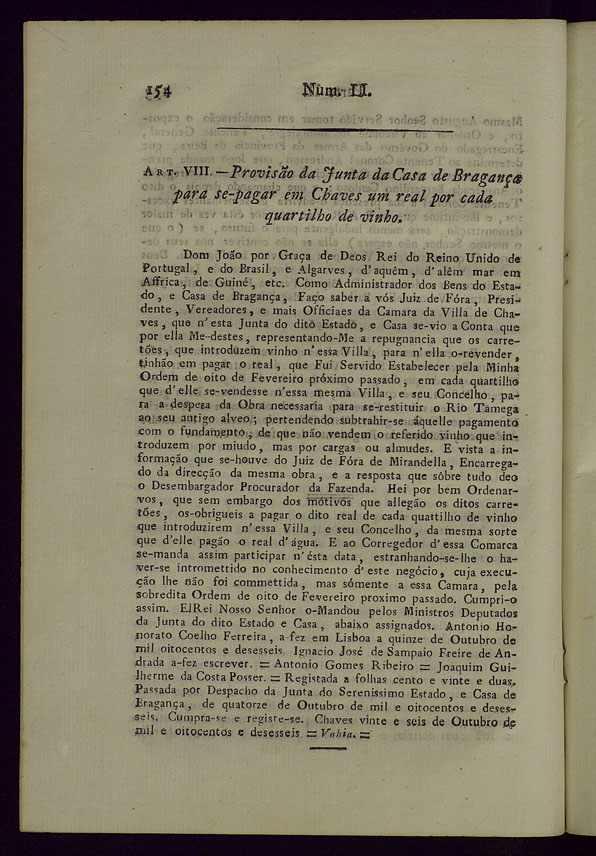 154
Num. II.
ART. VIII. — Provisão da Junta da Casa de Bragança
para se-pagar em Chaves um real por cada
quartilho de vinho.
Dom João por Graça de Deos Rei do Reino Unido de
Portugal, e do Brasil, e Algarves, d'aquêm, d'além mar em
Affrica, de Guiné, etc. Como Administrador dos Bens do Esta-
do, e Casa de Bragança, Faço saber a vós Juiz de Fóra, Presi-
dente, Vereadores, e mais Officiaes da Camara da Villa de Cha-
ves, que n'esta Junta do dito Estado, e Casa se-vio a Conta que
por ella Me-destes, representando-Me a repugnancia que os carre-
tões, que introduzem vinho n'essa Villa, para n'ella o-revender,
tinhão em pagar o real, que Fui Servido Estabelecer pela Minha
Ordem de oito de Fevereiro próximo passado, em cada quartilho
que d'elle se-vendesse n'essa mesma Villa, e seu Concelho, pa-
ra a despeza da Obra necessaria para se-restituir o Rio Tamega
ao seu antigo alveo; pertendendo subtrahir-se áquelle pagamento
com o fundamento, de que não vendem o referido vinho que in-
troduzem por miudo, mas por cargas ou almudes. E vista a in-
formação que se-houve do Juiz de Fóra de Mirandella, Encarrega-
do da direcção da mesma obra, e a resposta que sôbre tudo deo
o Desembargador Procurador da Fazenda. Hei por bem Ordenar-
vos, que sem embargo dos motivos que allegão os ditos carre-
tões, os-obrigueis a pagar o dito real de cada quattilho de vinho
que introduzirem n'essa Villa, e seu Concelho, da mesma sorte
que d'elle pagão o real d'água. E ao Corregedor d'essa Comarca
se-manda assim participar n'ésta data, estranhando-se-lhe o ha-
ver-se intromettido no conhecimento d'este negócio, cuja execu-
ção lhe não foi commettida, mas sómente a essa Camara, pela
sobredita Ordem de oito de Fevereiro proximo passado. Cumpri-o
assim. ElRei Nosso Senhor o-Mandou pelos Ministros Deputados
da Junta do dito Estado e Casa, abaixo assignados. Antonio Ho-
norato Coelho Ferreira, a fez em Lisboa a quinze de Outubro de
mil oitocentos e desesseis. Ignacio José de Sampaio Freire de An-
drada a-fez escrever. = Antonio Gomes Ribeiro = Joaquim Gui-
lherme da Costa Posser. = Registada a folhas cento e vinte e duas.
Passada por Despacho da Junta do Serenissimo Estado, e Casa de
Bragança, de quatorze de Outubro de mil e oitocentos e deses-
seis. Cumpra-se e registe-se. Chaves vinte e seis de Outubro de
mil e oitocentos e desesseis = Vahia. =